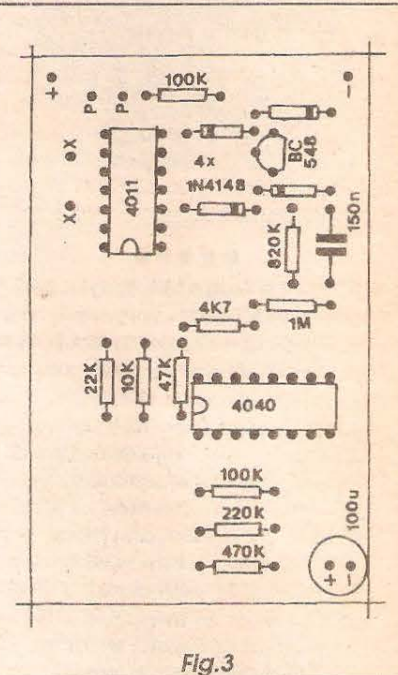 +
P
P
100K
-
X
X
4011
4x
1N4148
BC
548
820K
150n
4K7
1M
22K
10K
47K
4040
100K
220K
470K
100u
+ -
Fig.3